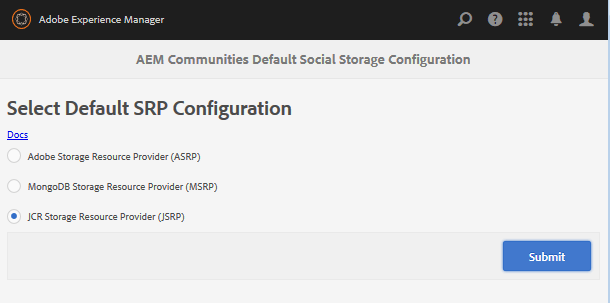 Adobe Experience Manager
AEM Communities Default Social Storage Configuration
Select Default SRP Configuration
Docs
Adobe Storage Resource Provider (ASRP)
MongoDB Storage Resource Provider (MSRP)
JCR Storage Resource Provider (JSRP)
Submit